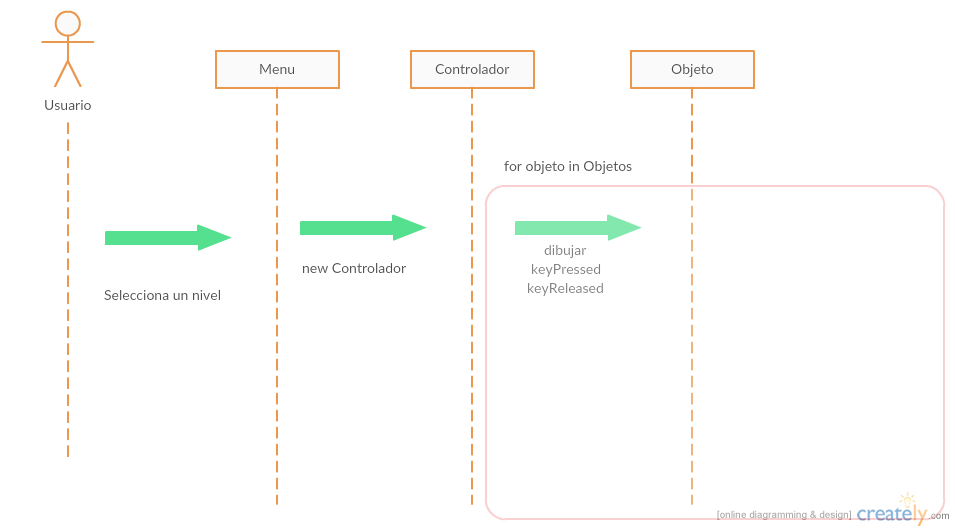 Usuario
Menu
Controlador
Objeto
for objeto in Objetos
new Controlador
Selecciona un nivel
dibujar
keyPressed
keyReleased
[online diagramming & design] creately.com